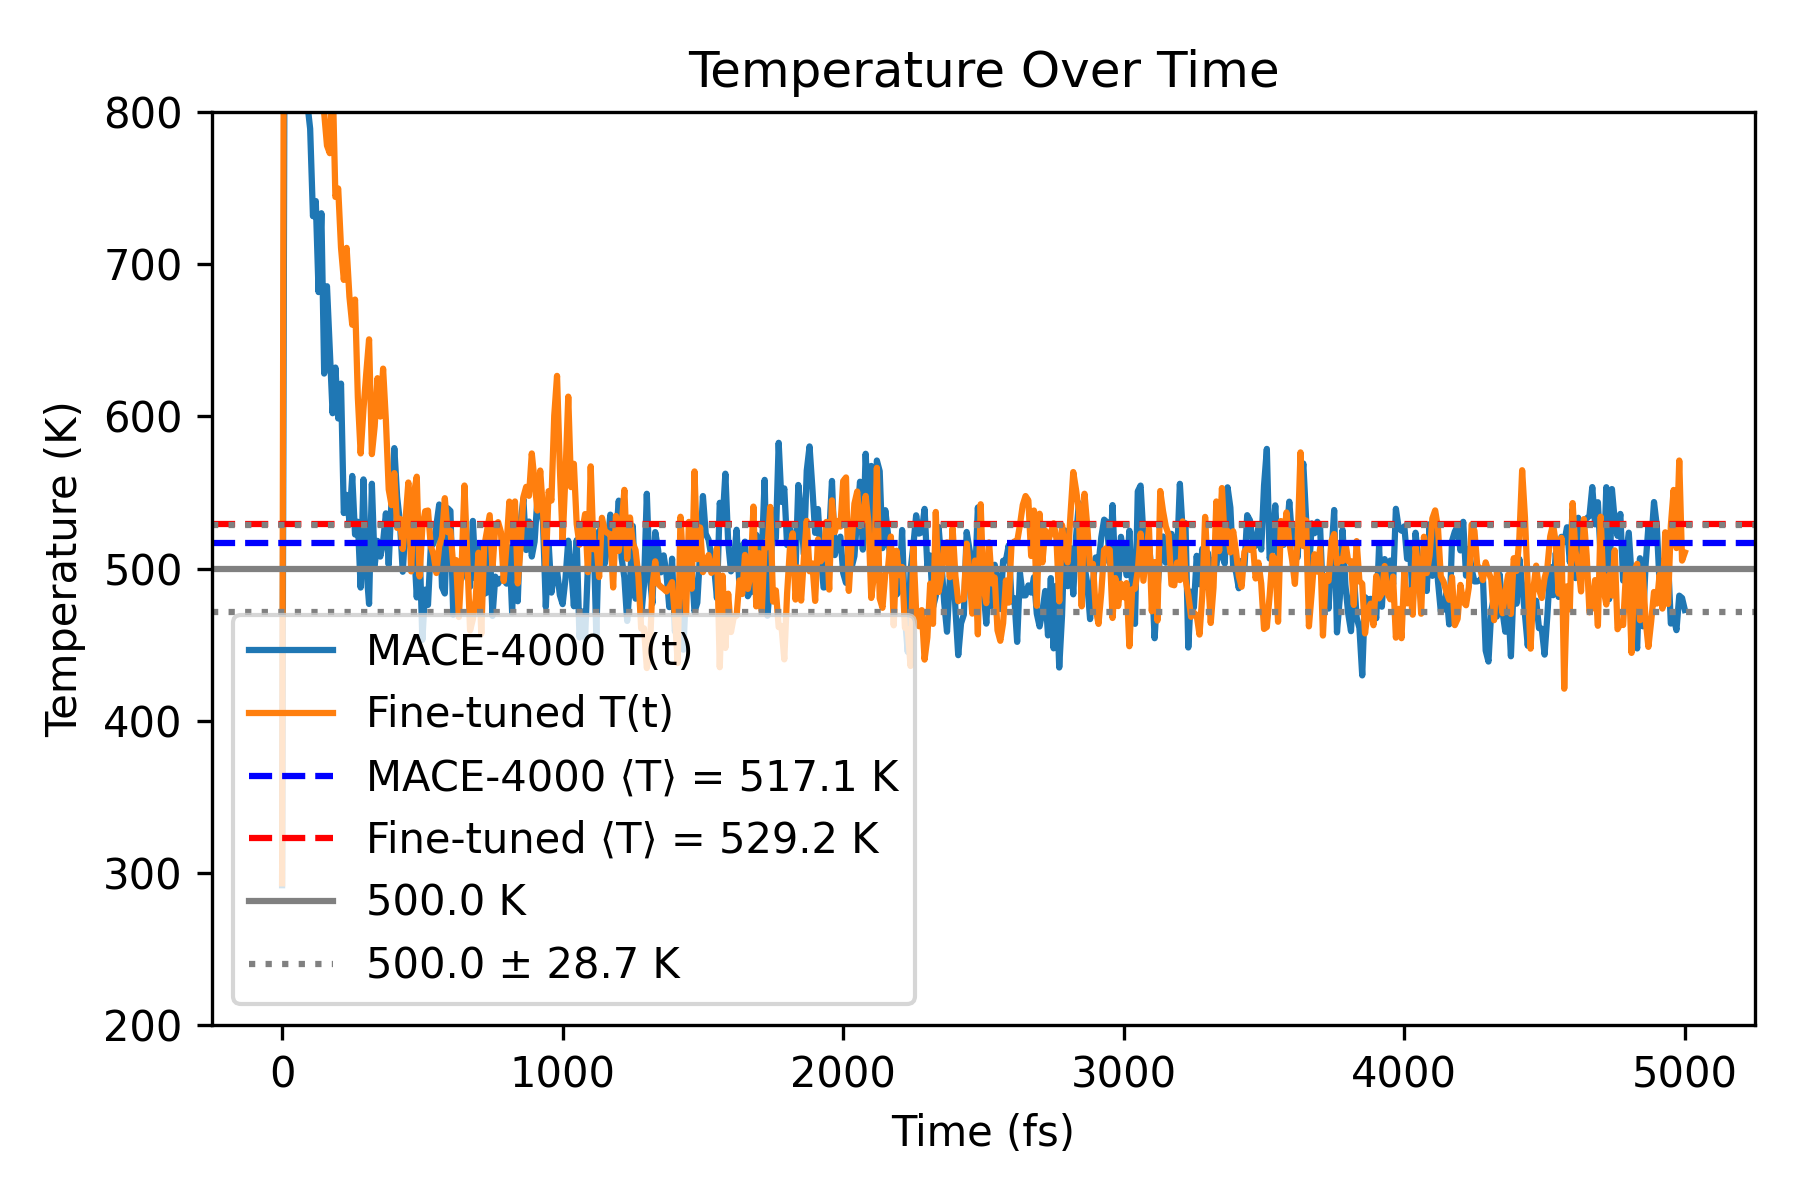 Temperature Over Time
Temperature (K)
800
700
600
500
400
300
200
MACE-4000 T(t)
Fine-tuned T(t)
MACE-4000 ⟨T⟩ = 517.1 K
Fine-tuned ⟨T⟩ = 529.2 K
500.0 K
500.0 ± 28.7 K
0 1000 2000 3000 4000 5000
Time (fs)